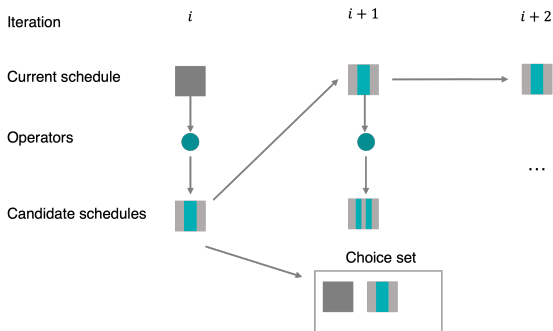 Iteration i i + 1 i + 2
Current schedule
Operators
...
Candidate schedules
Choice set